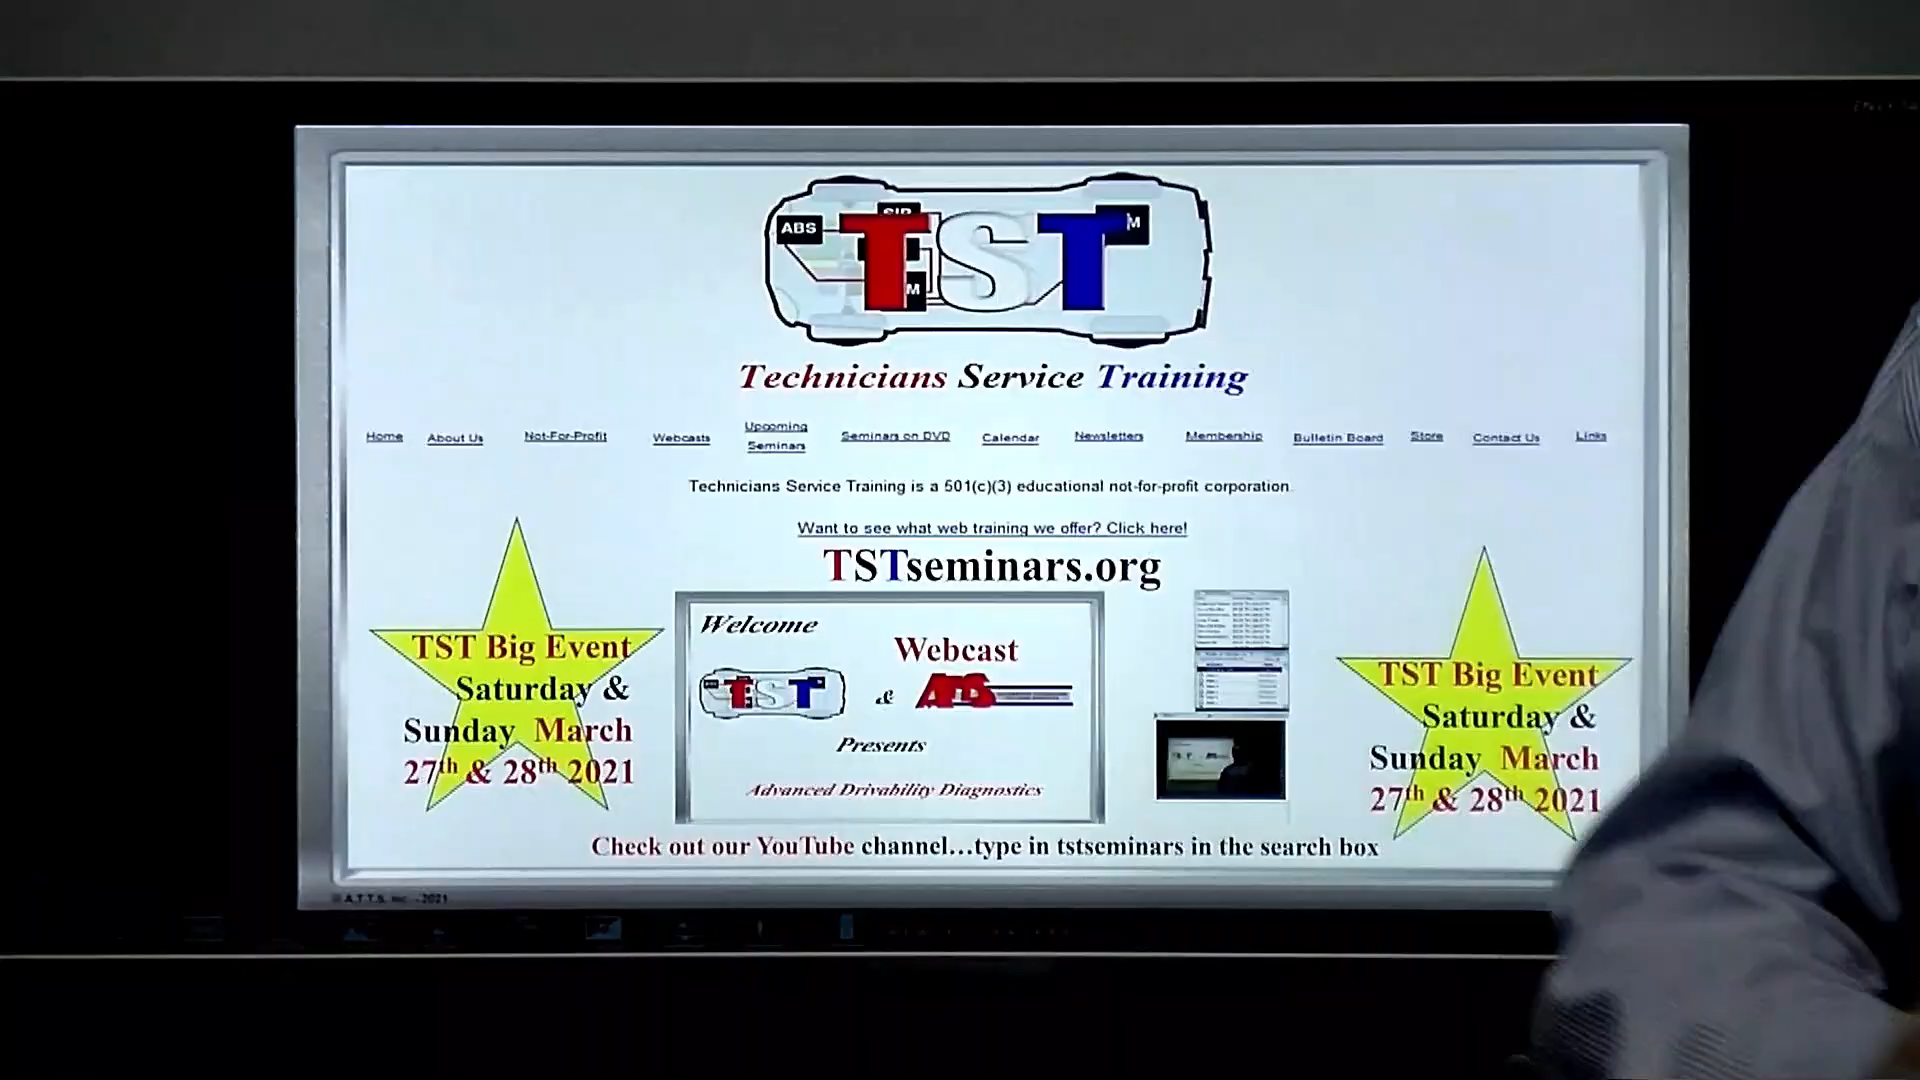 ABS
SIR
M
M
TST
Technicians Service Training
Home About Us Not-For-Profit Webcasts Upcoming Seminars Seminars on DVD Calendar Newsletters Membership Bulletin Board Store Contact Us Links
Technicians Service Training is a 501(c)(3) educational not-for-profit corporation
Want to see what web training we offer? Click here!
TSTseminars.org
TST Big Event
Saturday &
Sunday March
27th & 28th 2021
Welcome
Webcast
TST & ATTS
Presents
Advanced Drivability Diagnostics
TST Big Event
Saturday &
Sunday March
27th & 28th 2021
Check out our YouTube channel...type in tstseminars in the search box
© A.T.T.S. Inc. - 2021